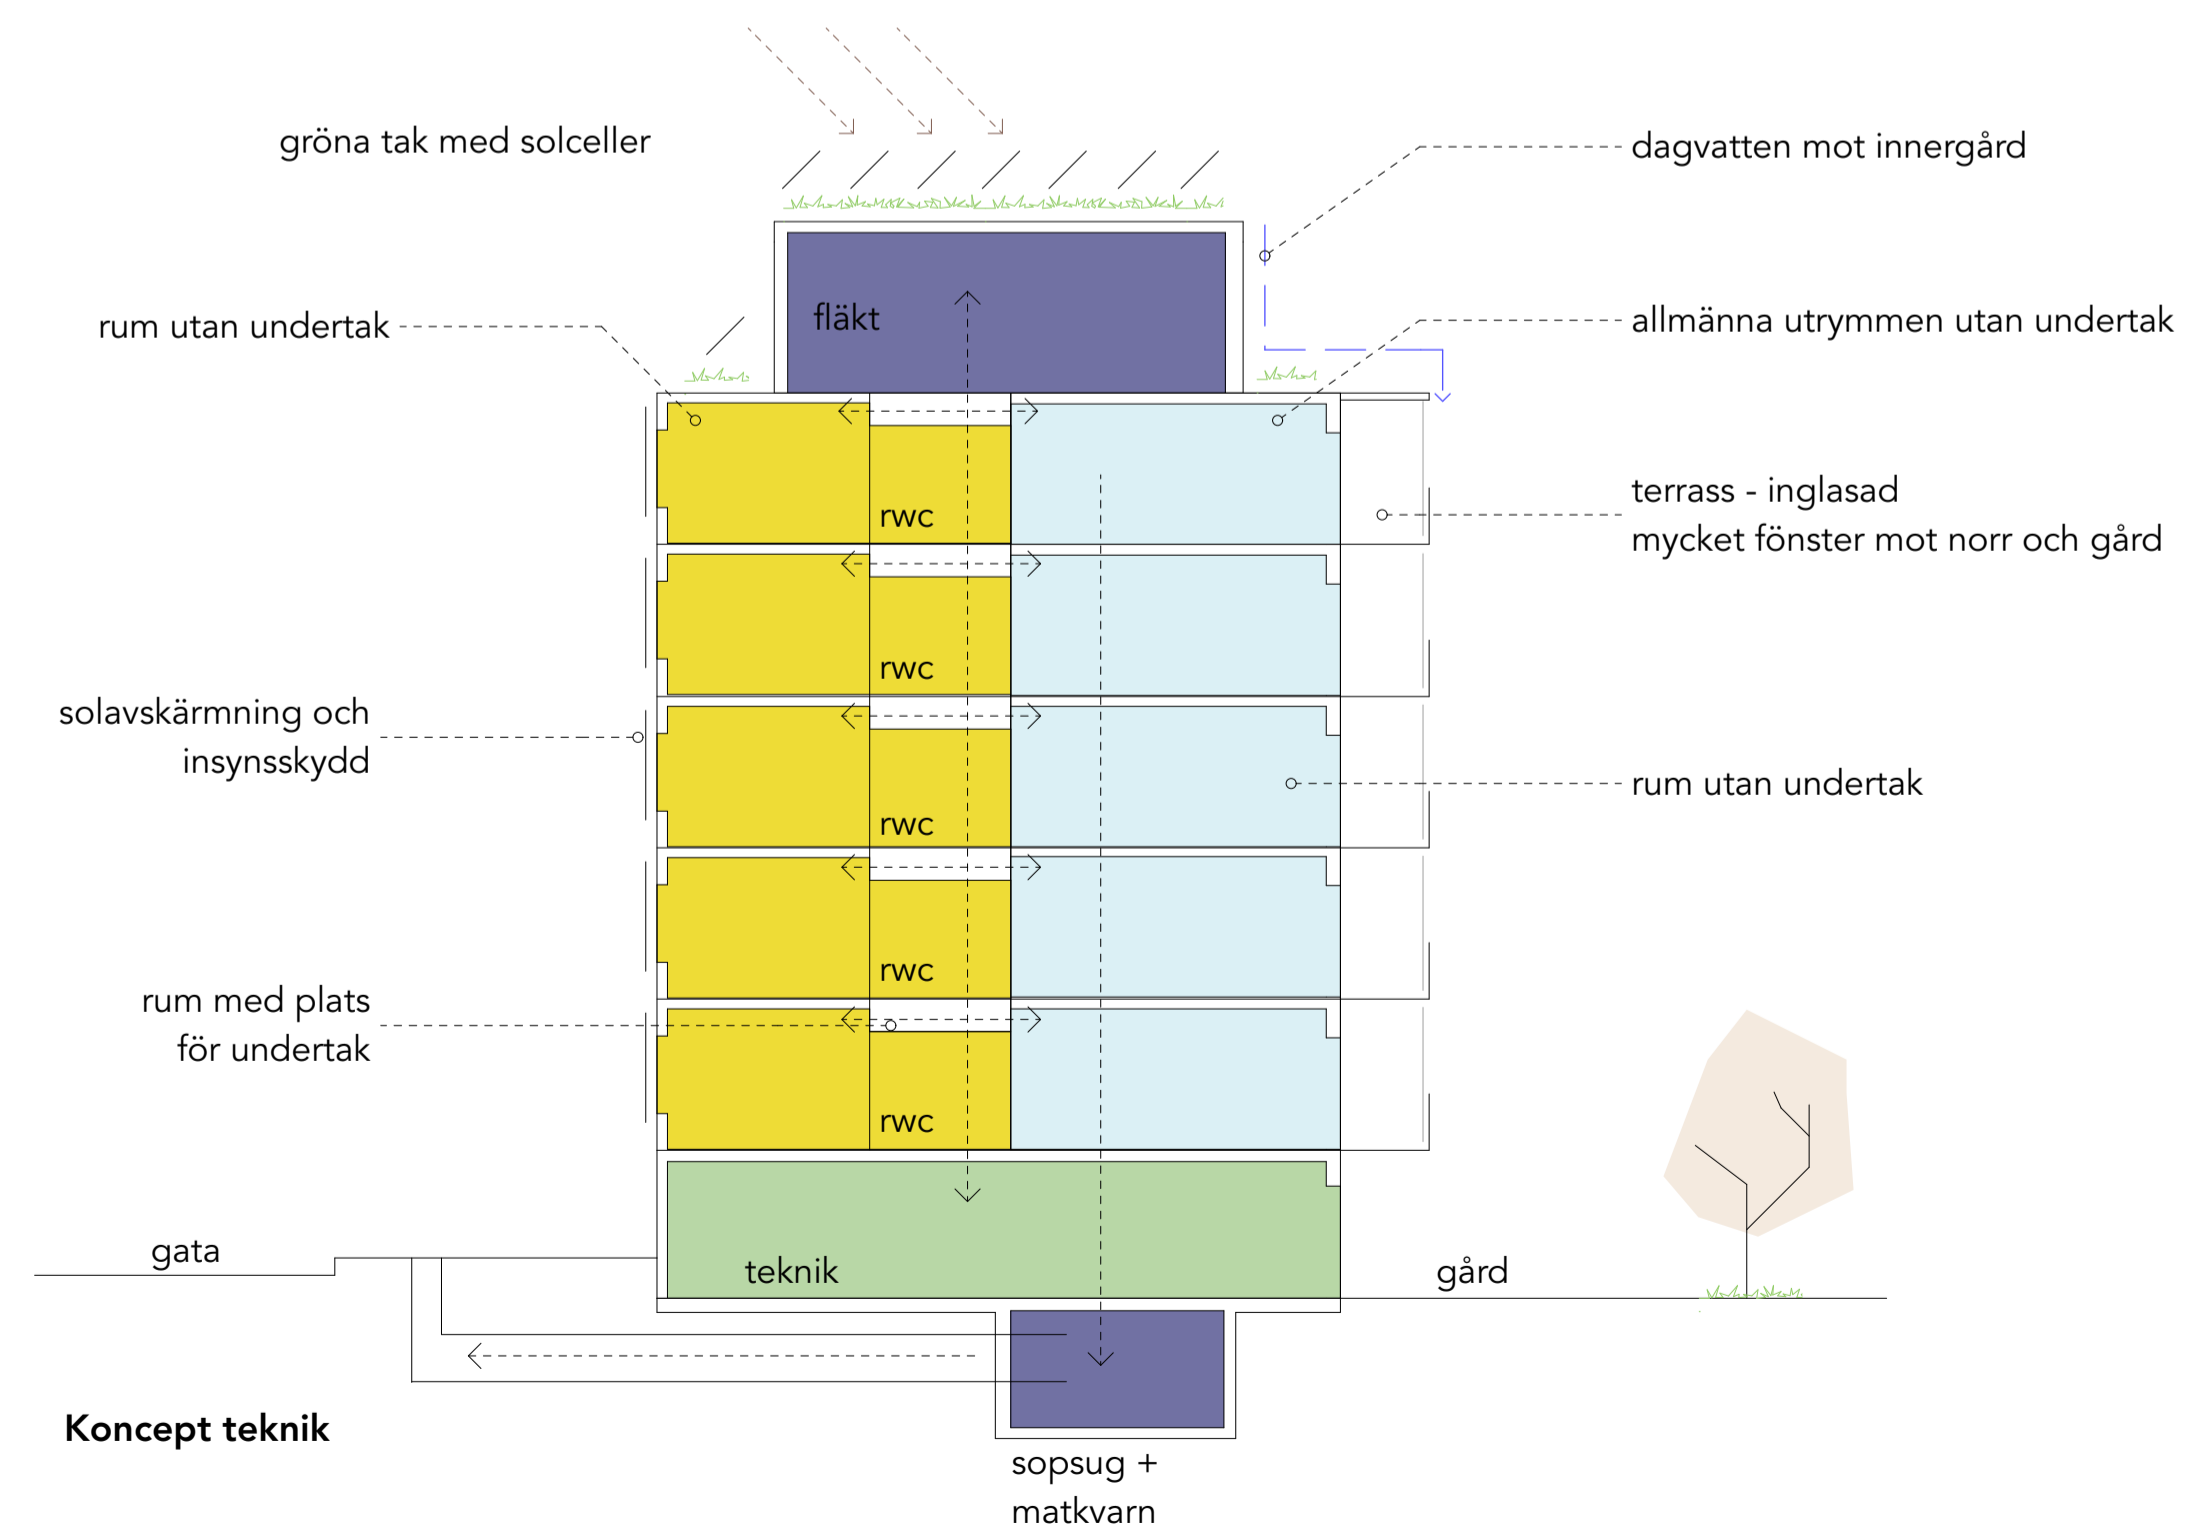 gröna tak med solceller
dagvatten mot innergård
fläkt
rum utan undertak
allmänna utrymmen utan undertak
terrass - inglasad
mycket fönster mot norr och gård
rwc
rwc
solavskärmning och
insynsskydd
rum utan undertak
rwc
rwc
rum med plats
för undertak
rwc
gata
teknik
gård
Koncept teknik
sopsug +
matkvarn